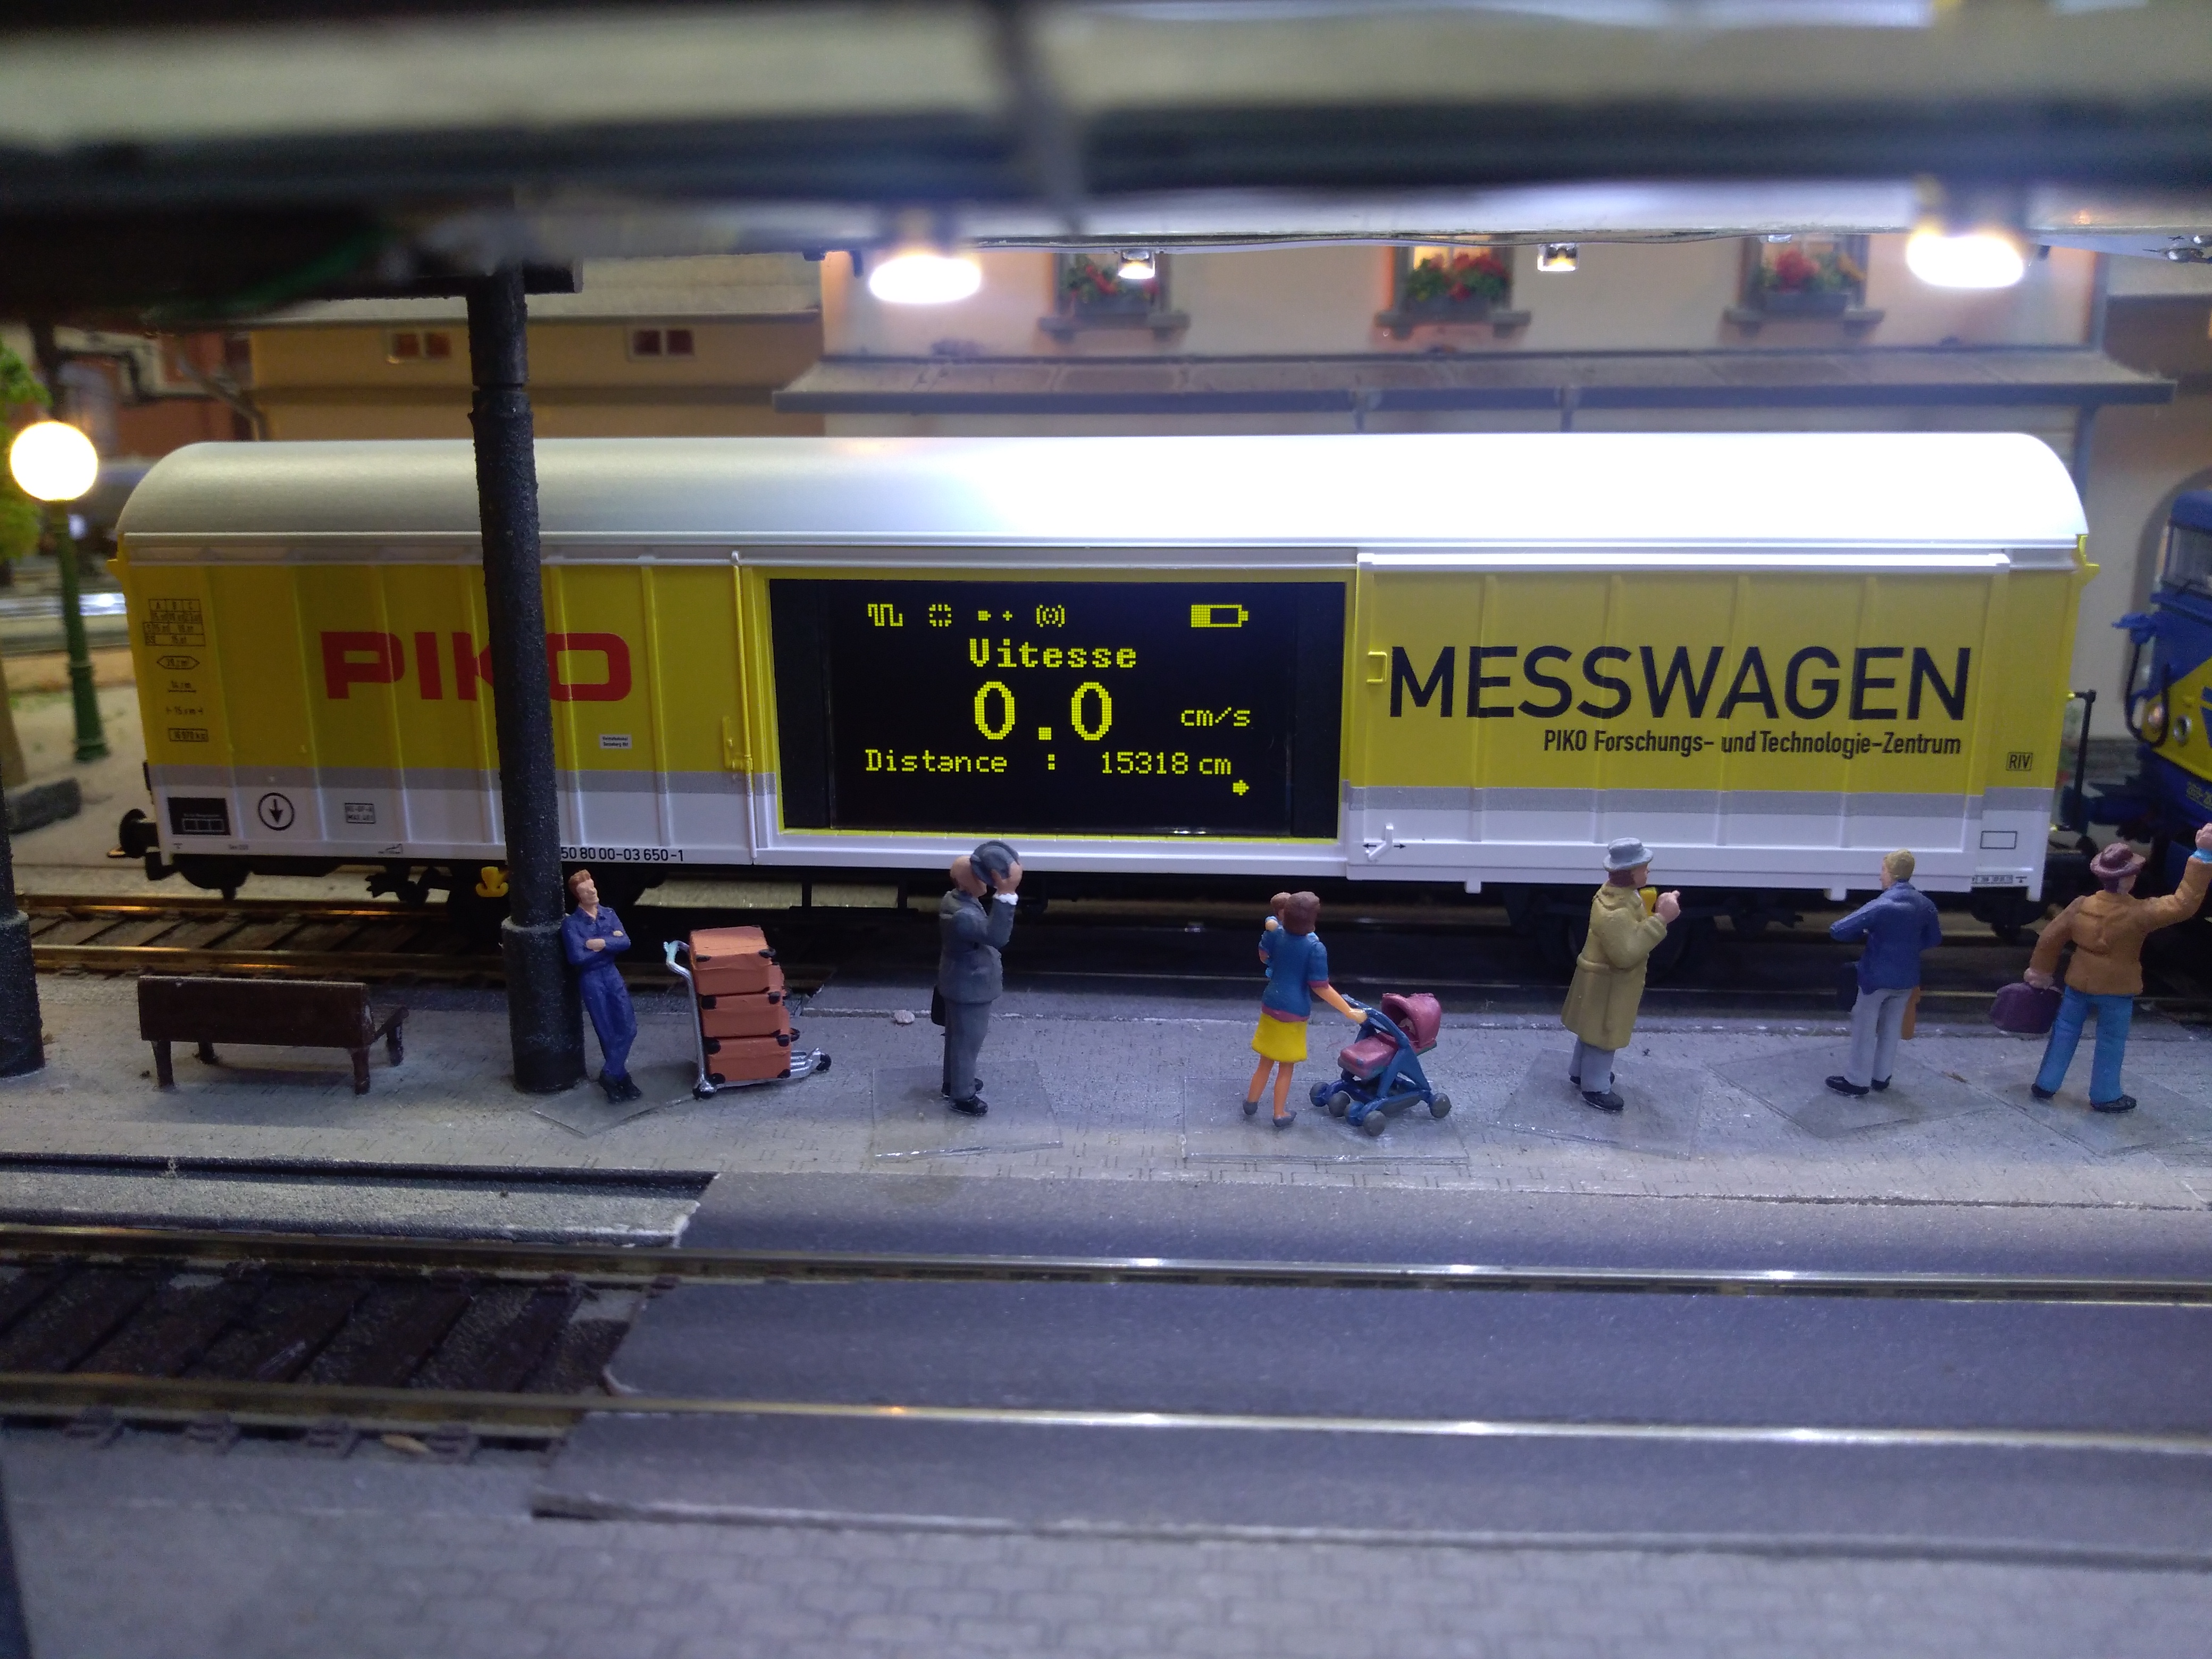 PIKO
Vitesse
0.0 cm/s
Distance : 15318 cm
MESSWAGEN
PIKO Forschungs- und Technologie-Zentrum
RIV
50 80 00-03 650-1